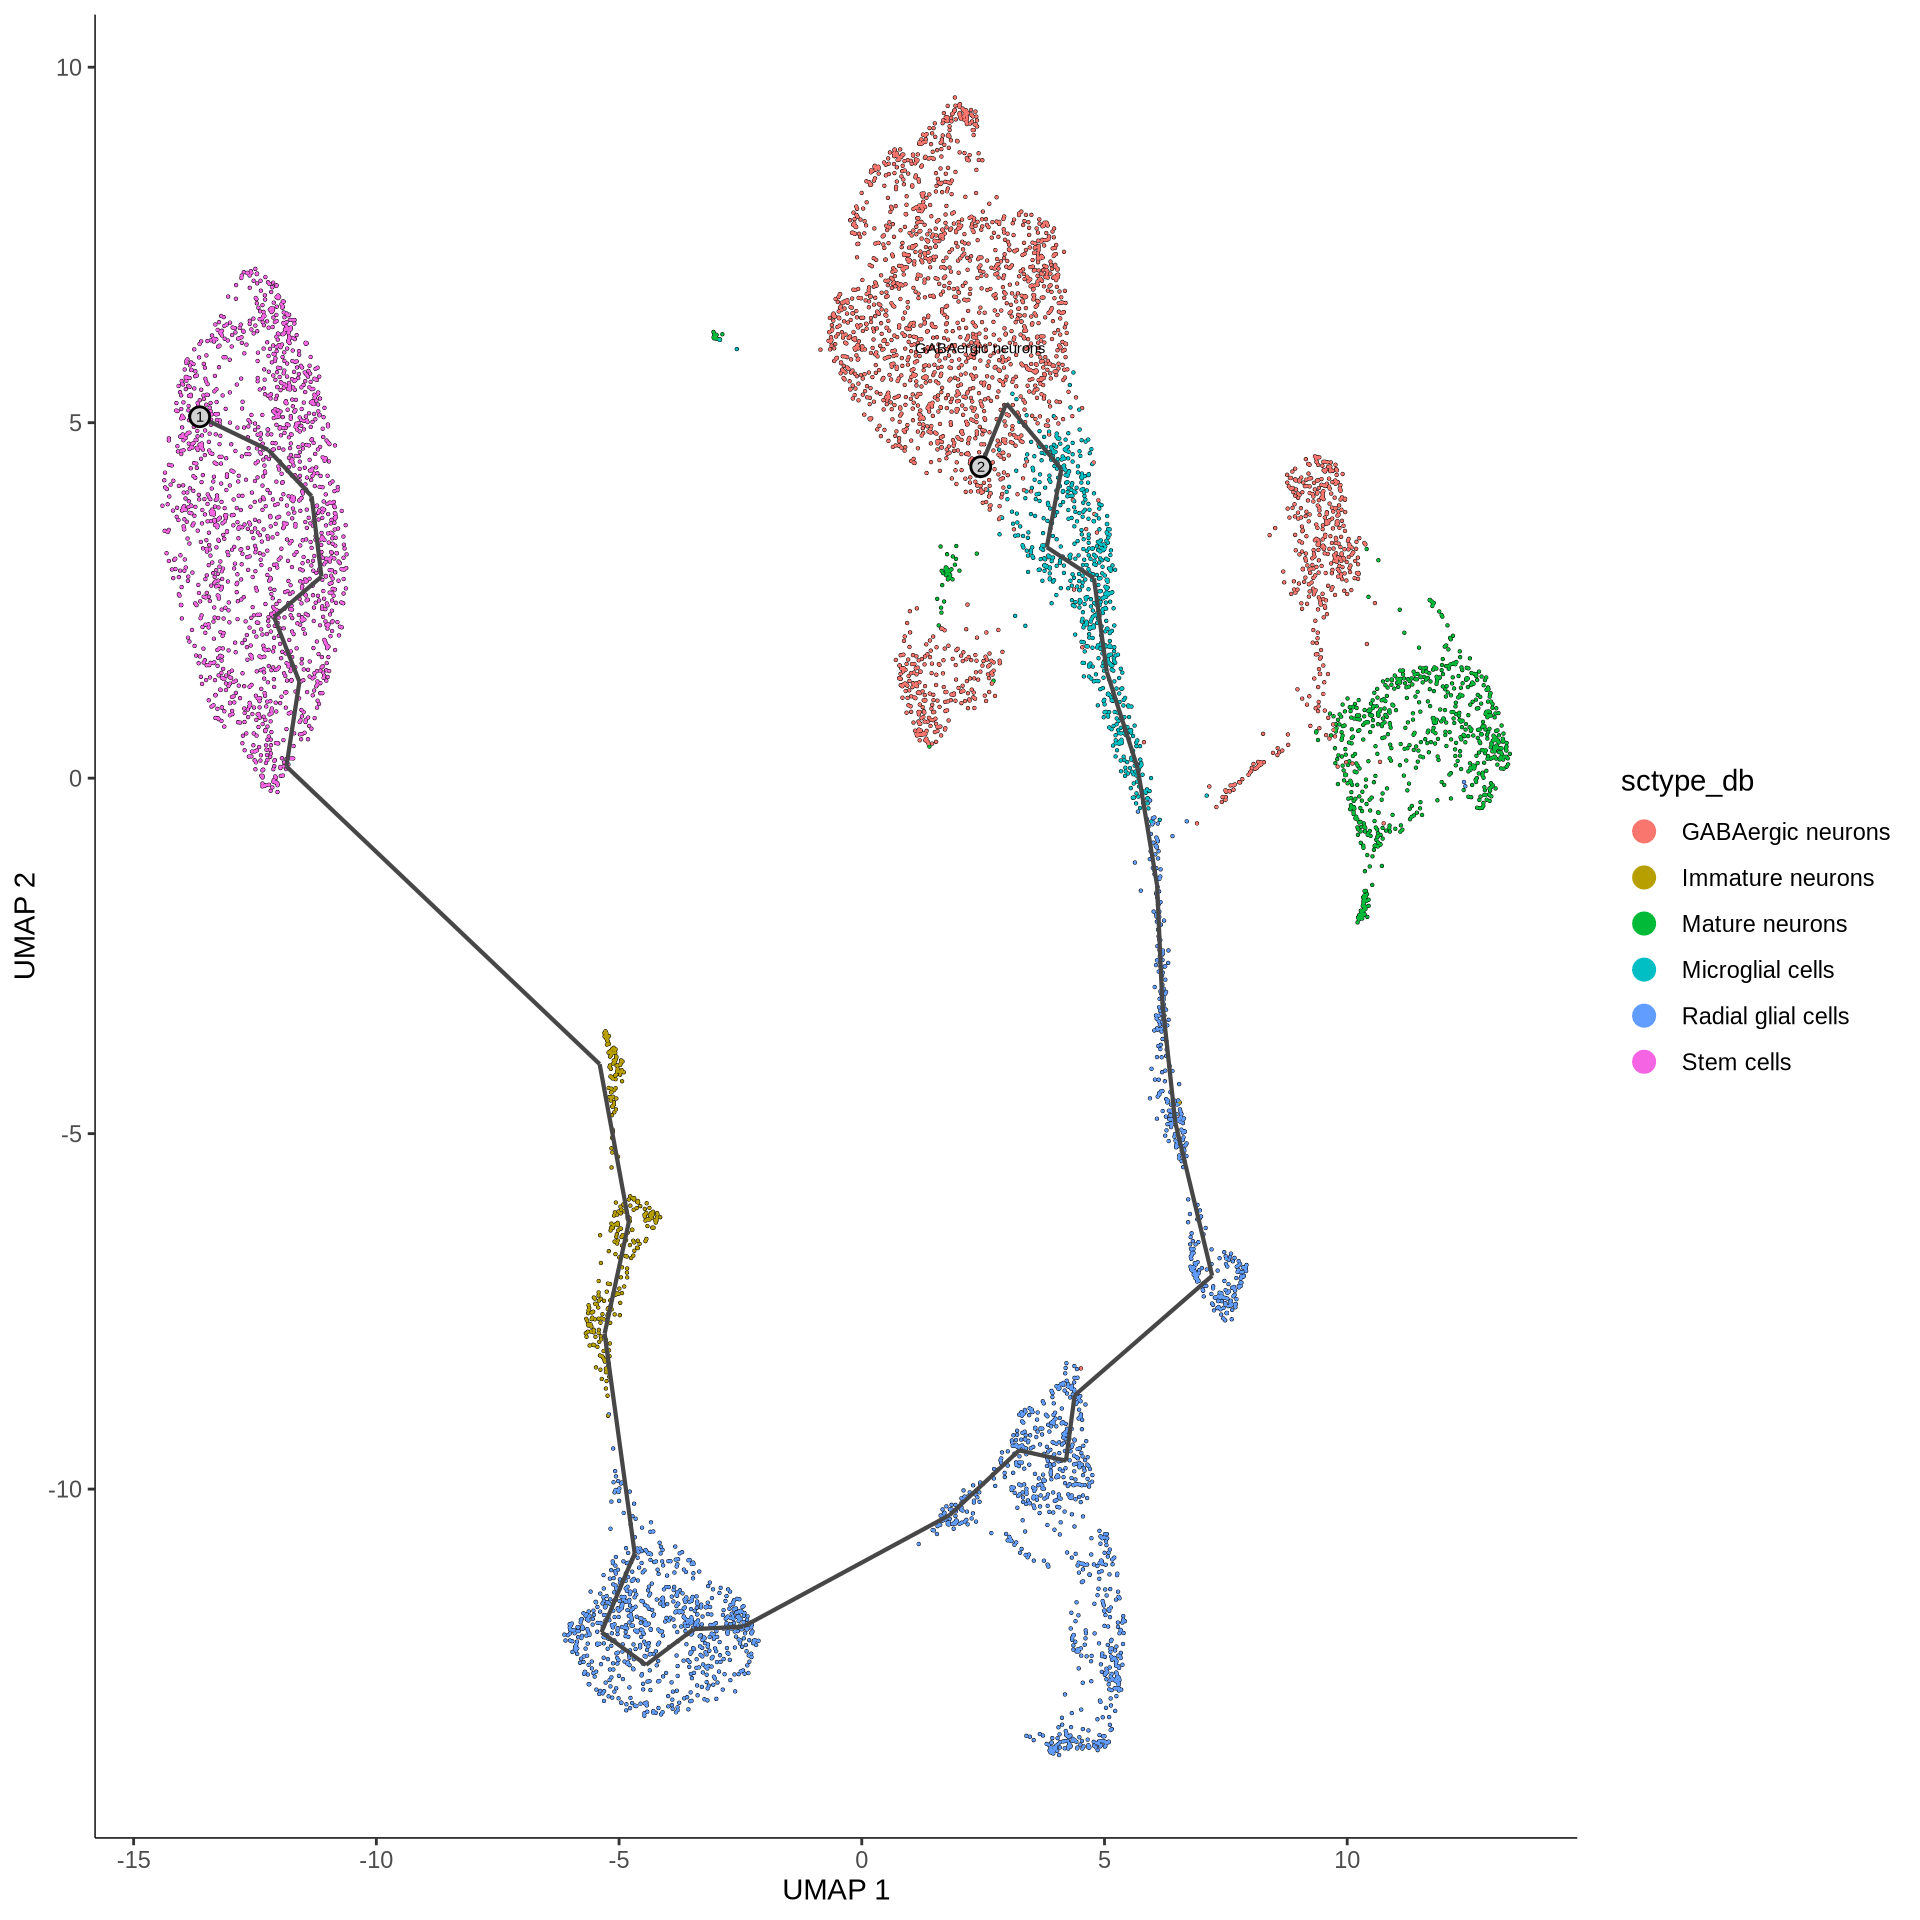 10
5
0
-5
-10
UMAP 2
GABAergic neurons
1
2
-15 -10 -5 0 5 10
UMAP 1
sctype_db
GABAergic neurons
Immature neurons
Mature neurons
Microglial cells
Radial glial cells
Stem cells